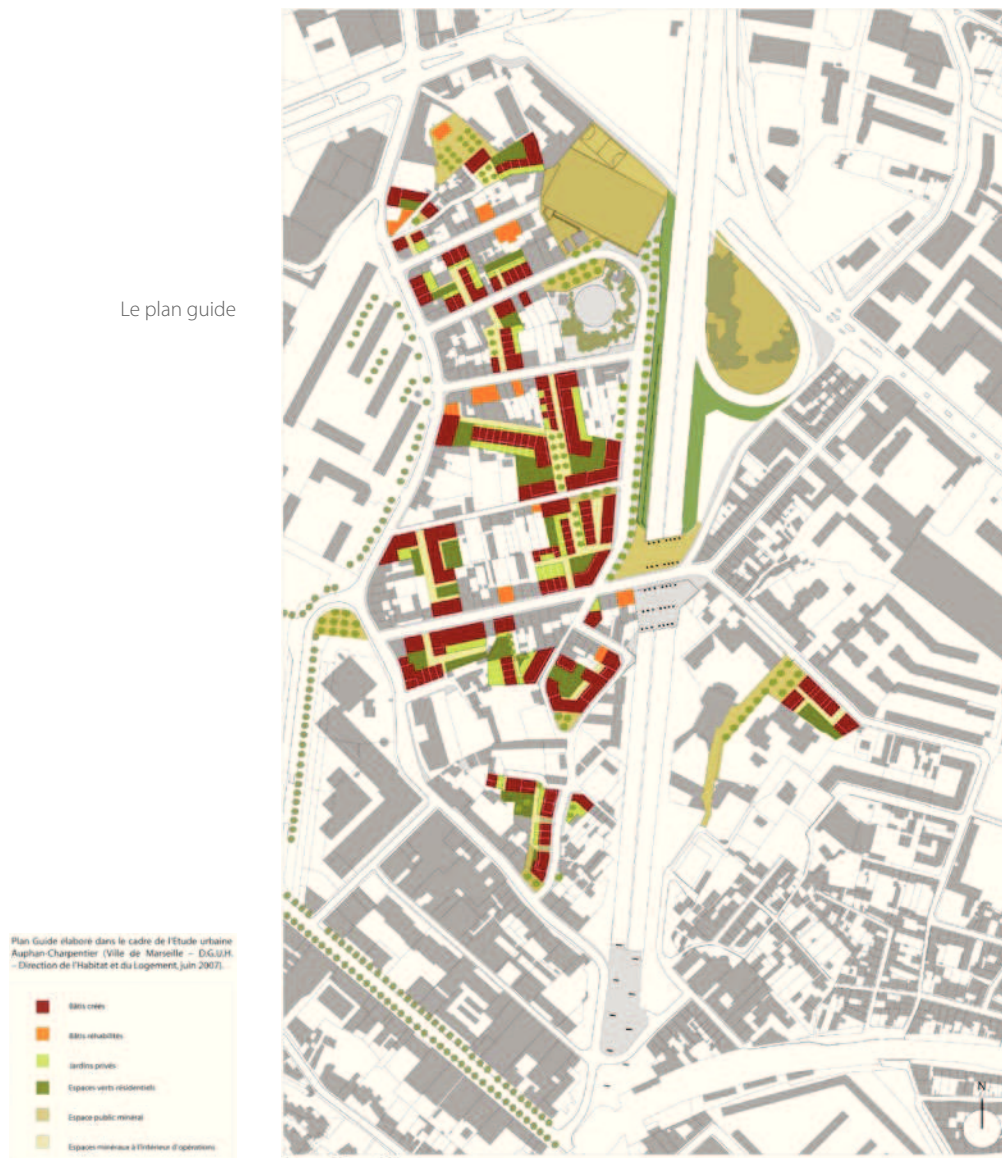 Le plan guide
Plan Guide élaboré dans le cadre de l'Etude urbaine
Auphan-Charpentier (Ville de Marseille – D.G.U.H.
– Direction de l'Habitat et du Logement, juin 2007).
Bâtis créés
Bâtis réhabilités
Jardins privés
Espaces verts résidentiels
Espace public minéral
Espaces minéraux à l'intérieur d'opérations
N